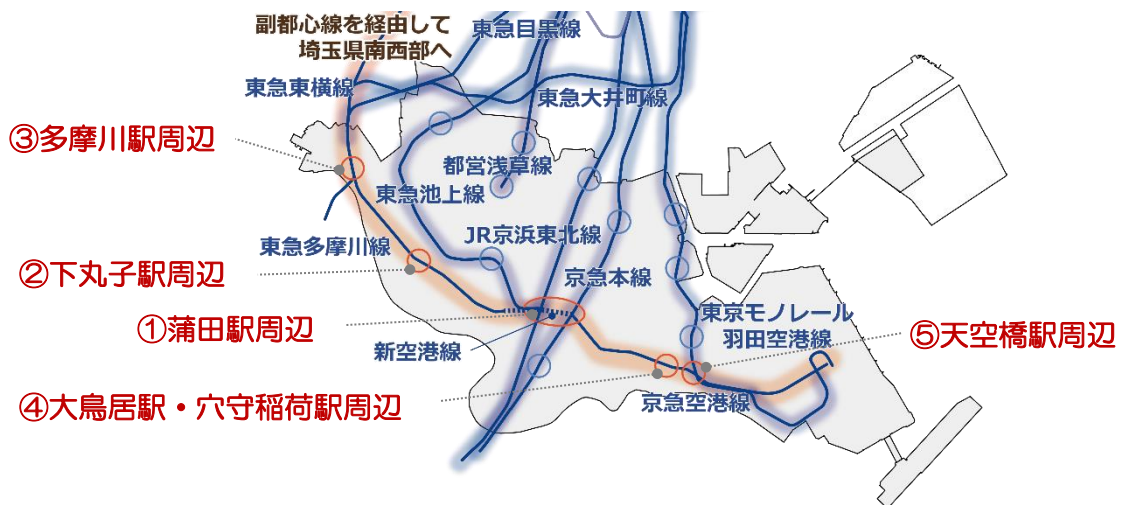 副都心線を経由して
埼玉県南西部へ
東急目黒線
東急東横線
東急大井町線
③多摩川駅周辺
都営浅草線
東急池上線
JR京浜東北線
東急多摩川線
②下丸子駅周辺
京急本線
東京モノレール
羽田空港線
①蒲田駅周辺
⑤天空橋駅周辺
新空港線
④大鳥居駅・穴守稲荷駅周辺
京急空港線